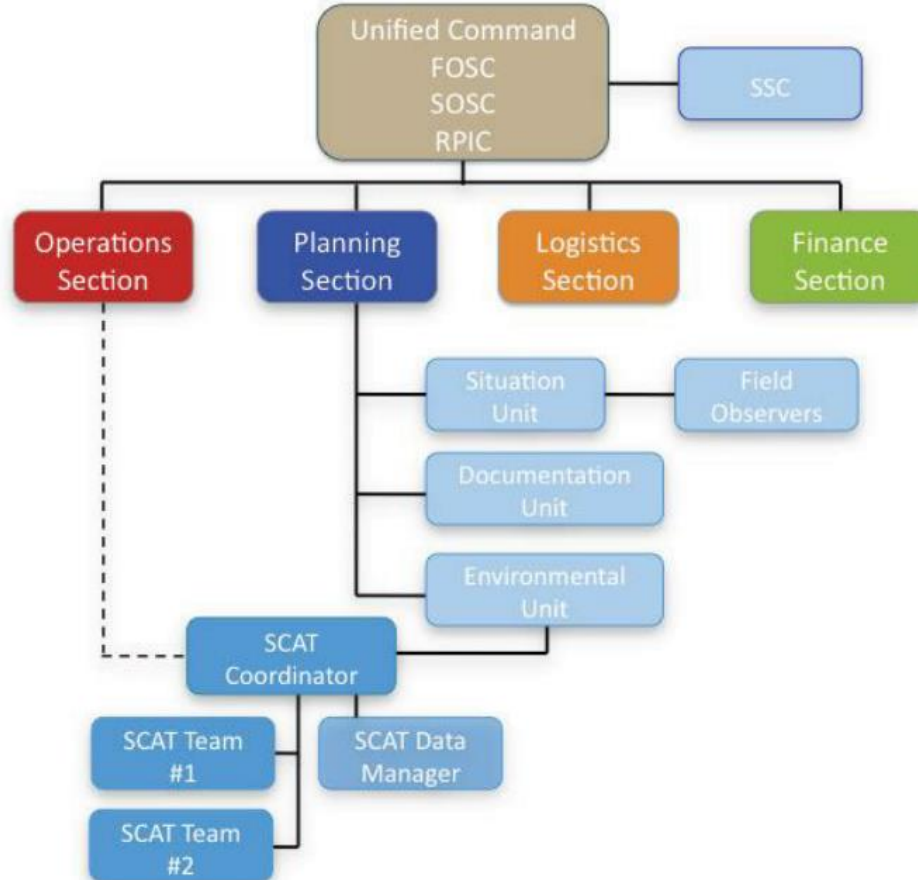 Unified Command
FOSC
SOSC
RPIC
SSC
Operations
Section
Planning
Section
Logistics
Section
Finance
Section
Situation
Unit
Field
Observers
Documentation
Unit
Environmental
Unit
SCAT
Coordinator
SCAT Team
#1
SCAT Data
Manager
SCAT Team
#2